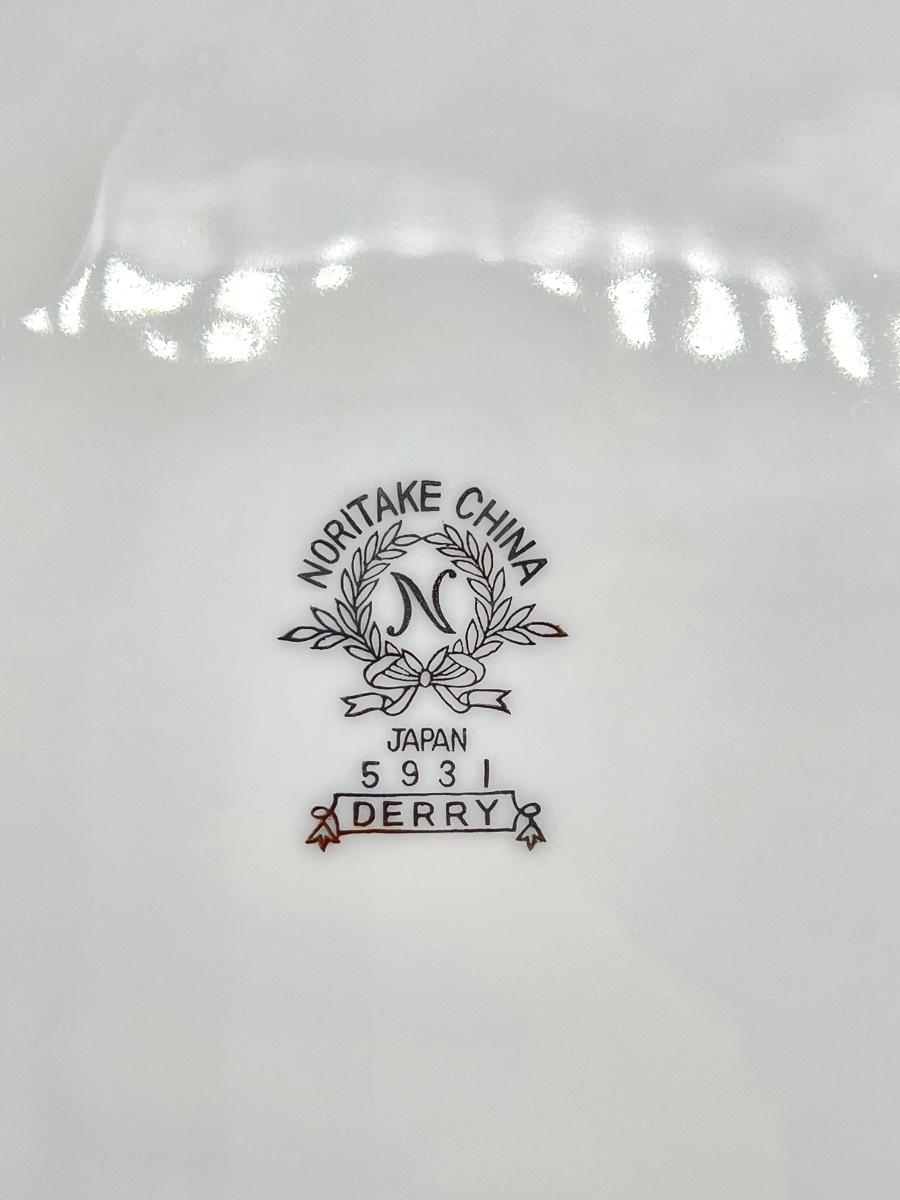 NORITAKE CHINA
N
JAPAN
5931
DERRY